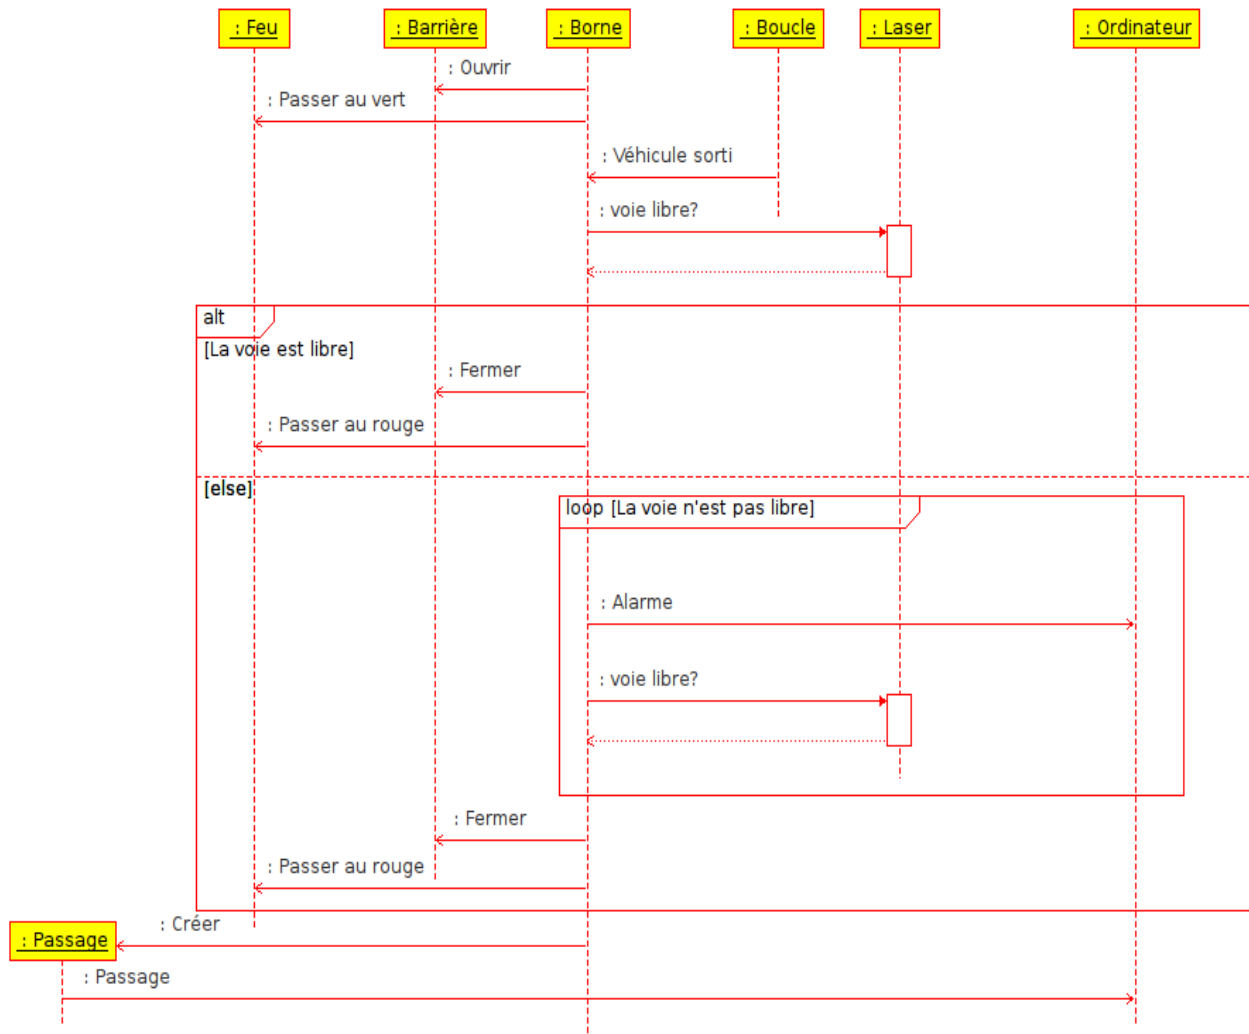 : Feu
: Barrière
: Borne
: Boucle
: Laser
: Ordinateur
: Ouvrir
: Passer au vert
: Véhicule sorti
: voie libre?
alt
[La voie est libre]
: Fermer
: Passer au rouge
[else]
loop [La voie n'est pas libre]
: Alarme
: voie libre?
: Fermer
: Passer au rouge
: Créer
: Passage
: Passage